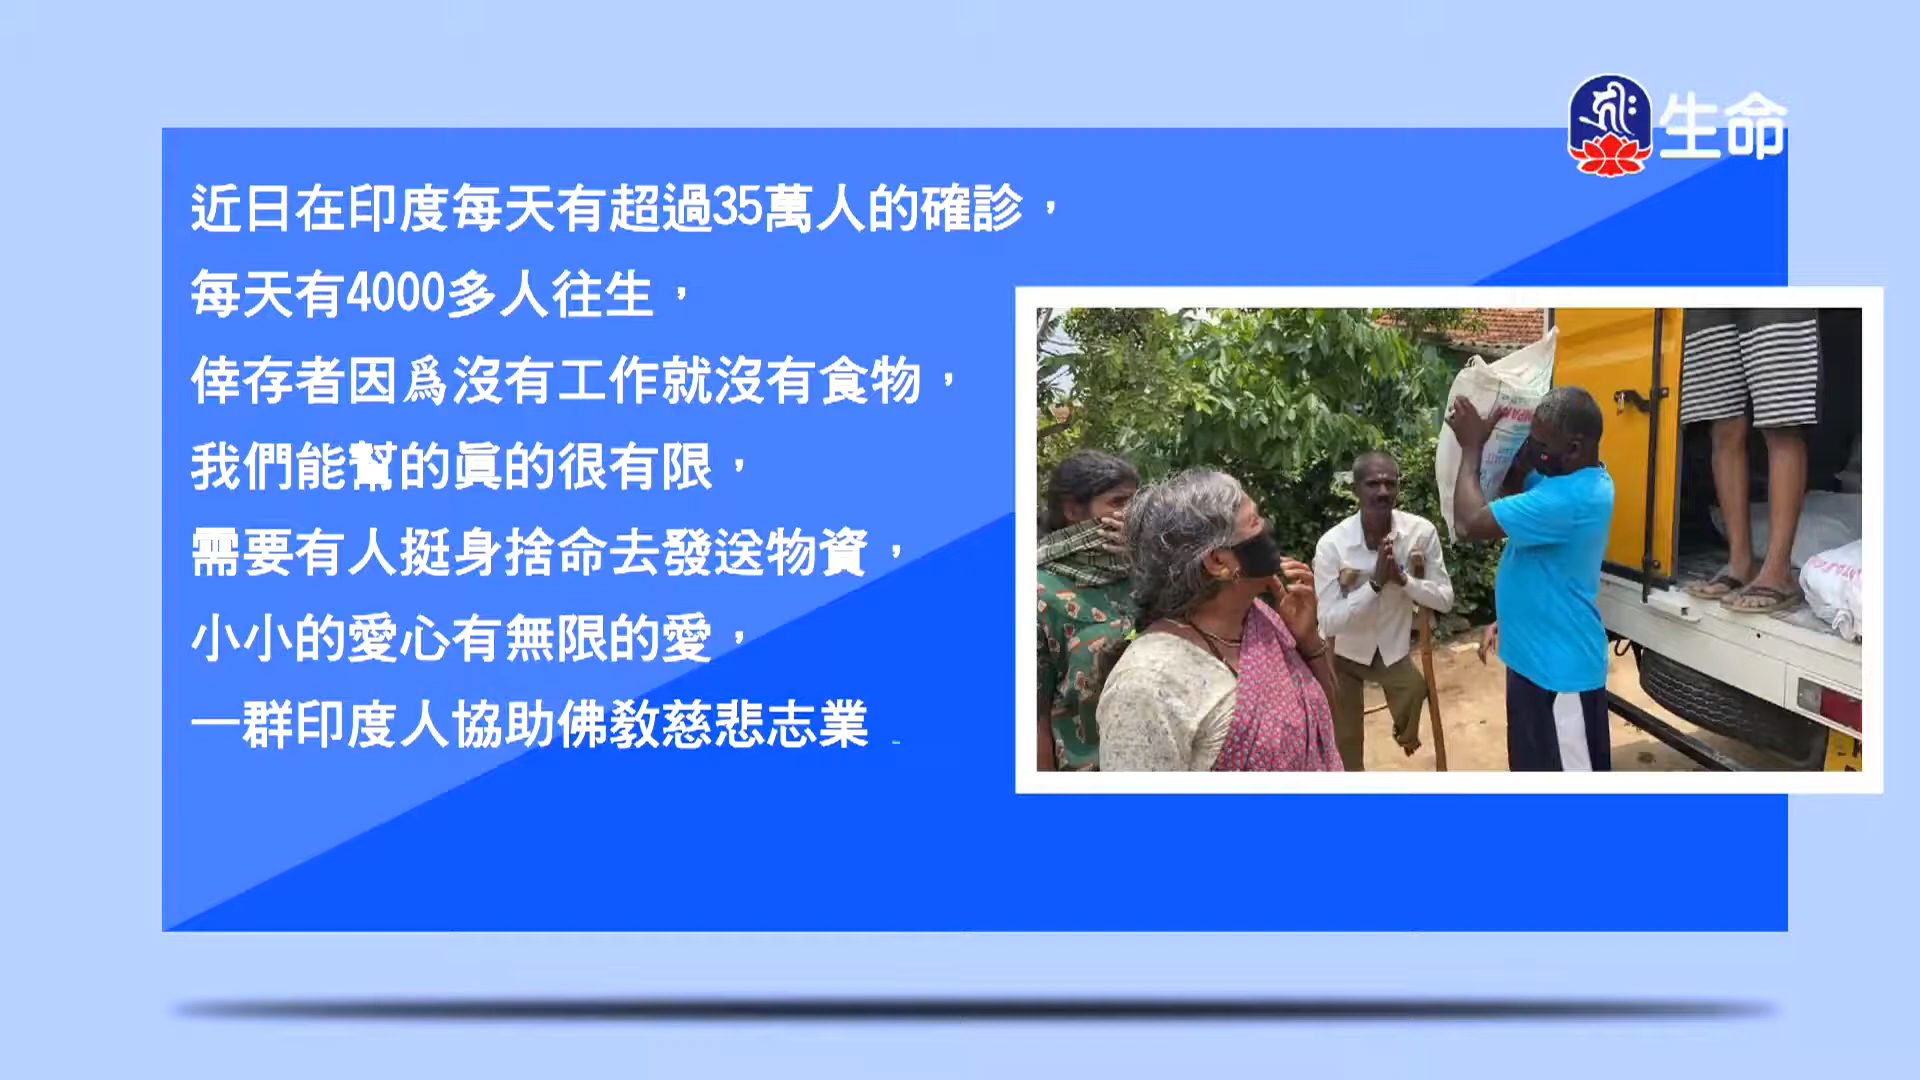 生命
近日在印度每天有超過35萬人的確診，
每天有4000多人往生，
倖存者因爲沒有工作就沒有食物，
我們能幫的眞的很有限，
需要有人挺身捨命去發送物資，
小小的愛心有無限的愛，
一群印度人協助佛教慈悲志業